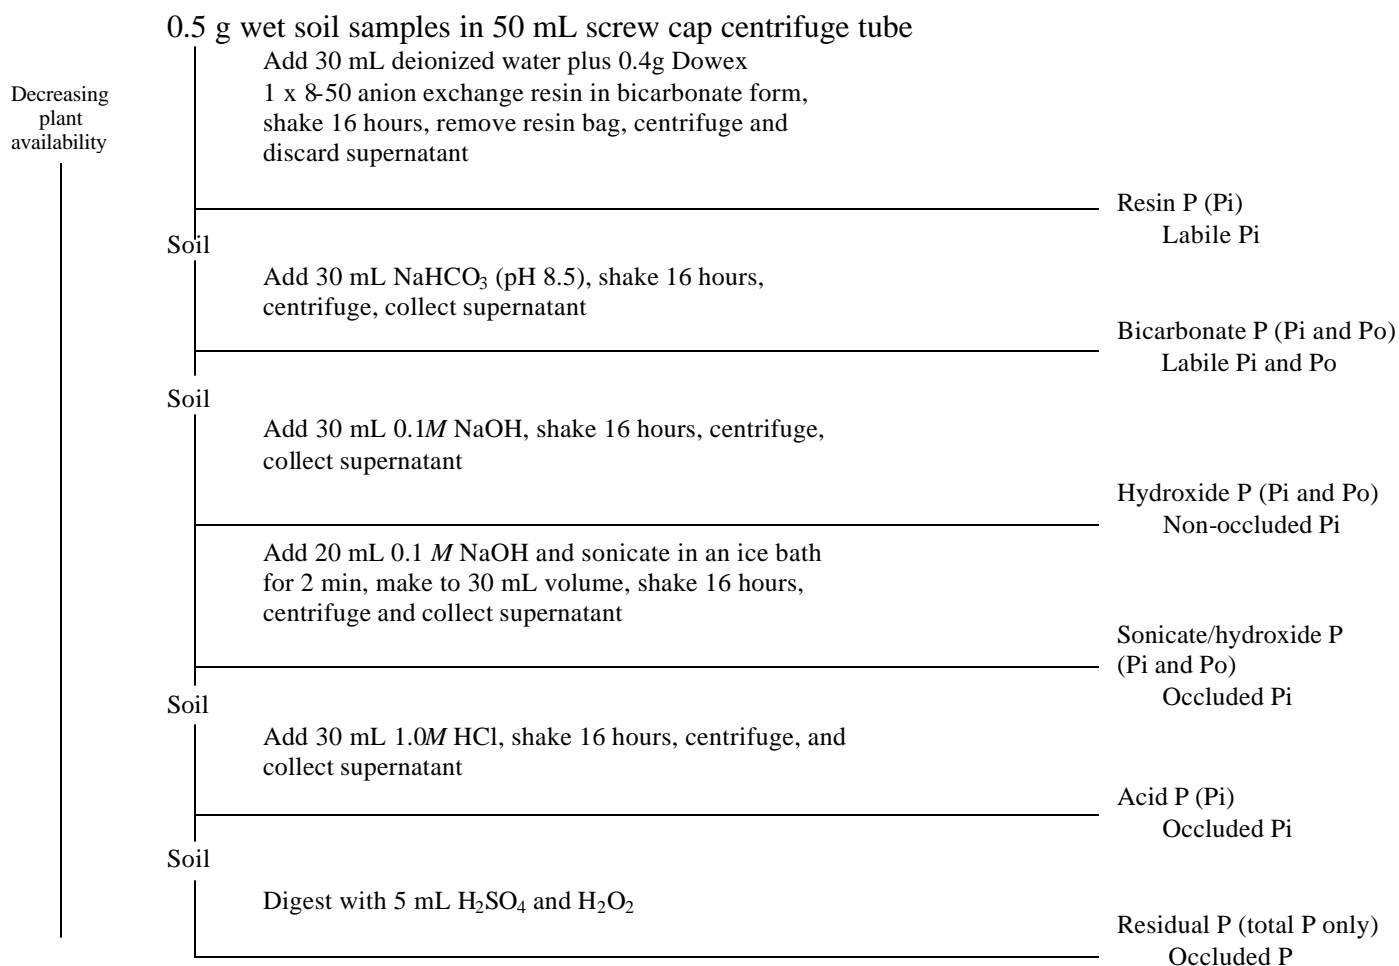 0.5 g wet soil samples in 50 mL screw cap centrifuge tube
Decreasing
plant
availability
Add 30 mL deionized water plus 0.4g Dowex
1 x 8-50 anion exchange resin in bicarbonate form,
shake 16 hours, remove resin bag, centrifuge and
discard supernatant
Resin P (Pi)
Labile Pi
Soil
Add 30 mL NaHCO₃ (pH 8.5), shake 16 hours,
centrifuge, collect supernatant
Bicarbonate P (Pi and Po)
Labile Pi and Po
Soil
Add 30 mL 0.1M NaOH, shake 16 hours, centrifuge,
collect supernatant
Hydroxide P (Pi and Po)
Non-occluded Pi
Add 20 mL 0.1 M NaOH and sonicate in an ice bath
for 2 min, make to 30 mL volume, shake 16 hours,
centrifuge and collect supernatant
Sonicate/hydroxide P
(Pi and Po)
Occluded Pi
Soil
Add 30 mL 1.0M HCl, shake 16 hours, centrifuge, and
collect supernatant
Acid P (Pi)
Occluded Pi
Soil
Digest with 5 mL H₂SO₄ and H₂O₂
Residual P (total P only)
Occluded P